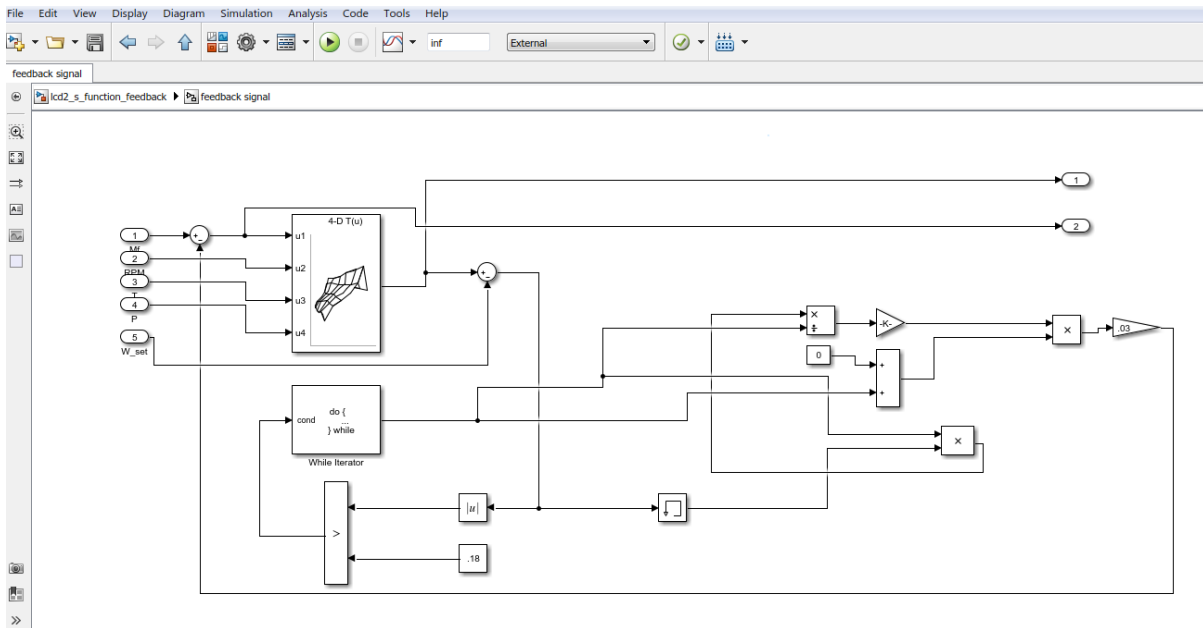 File Edit View Display Diagram Simulation Analysis Code Tools Help
inf External
feedback signal
lcd2_s_function_feedback feedback signal
4-D T(u)
1
2
1
Mf
2
RPM
3
T
4
P
5
W_set
+
-
u1
u2
u3
u4
+
-
×
÷
-K-
×
.03
0
+
+
cond
do {
...
} while
While Iterator
×
>
|u|
.18